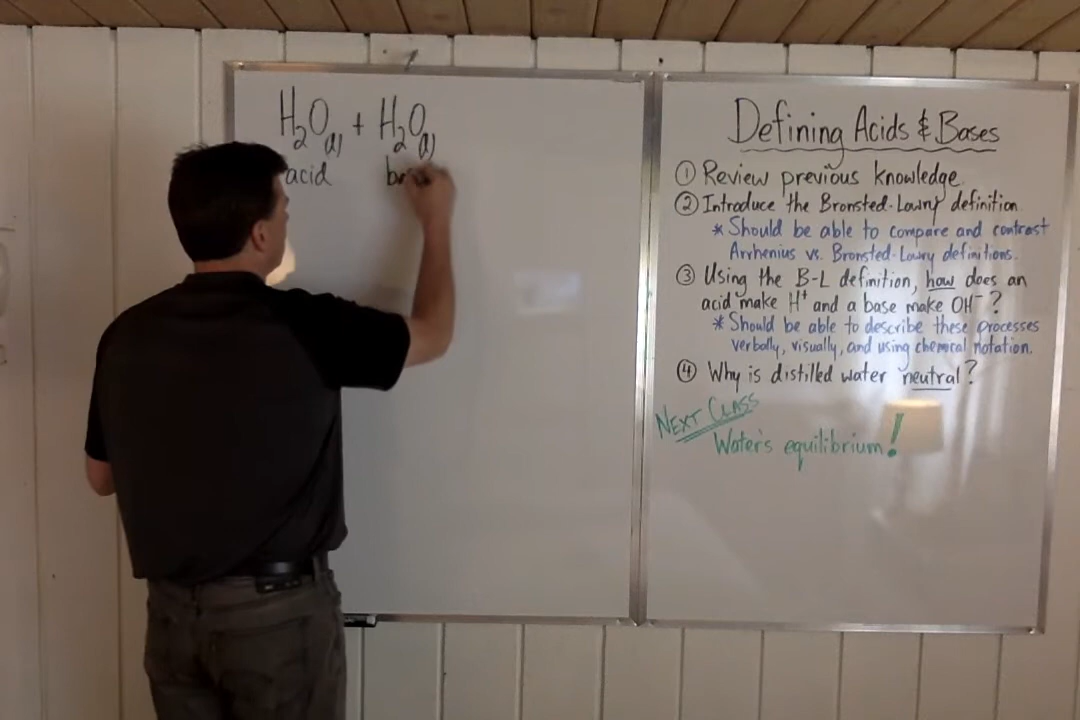 H₂O(l) + H₂O(l)
acid
Defining Acids & Bases
① Review previous knowledge
② Introduce the Bronsted-Lowry definition
* Should be able to compare and contrast
Arrhenius vs. Bronsted-Lowry definitions.
③ Using the B-L definition, how does an
acid make H⁺ and a base make OH⁻?
* Should be able to describe these processes
verbally, visually, and using chemical notation.
④ Why is distilled water neutral?
NEXT CLASS
Water's equilibrium!